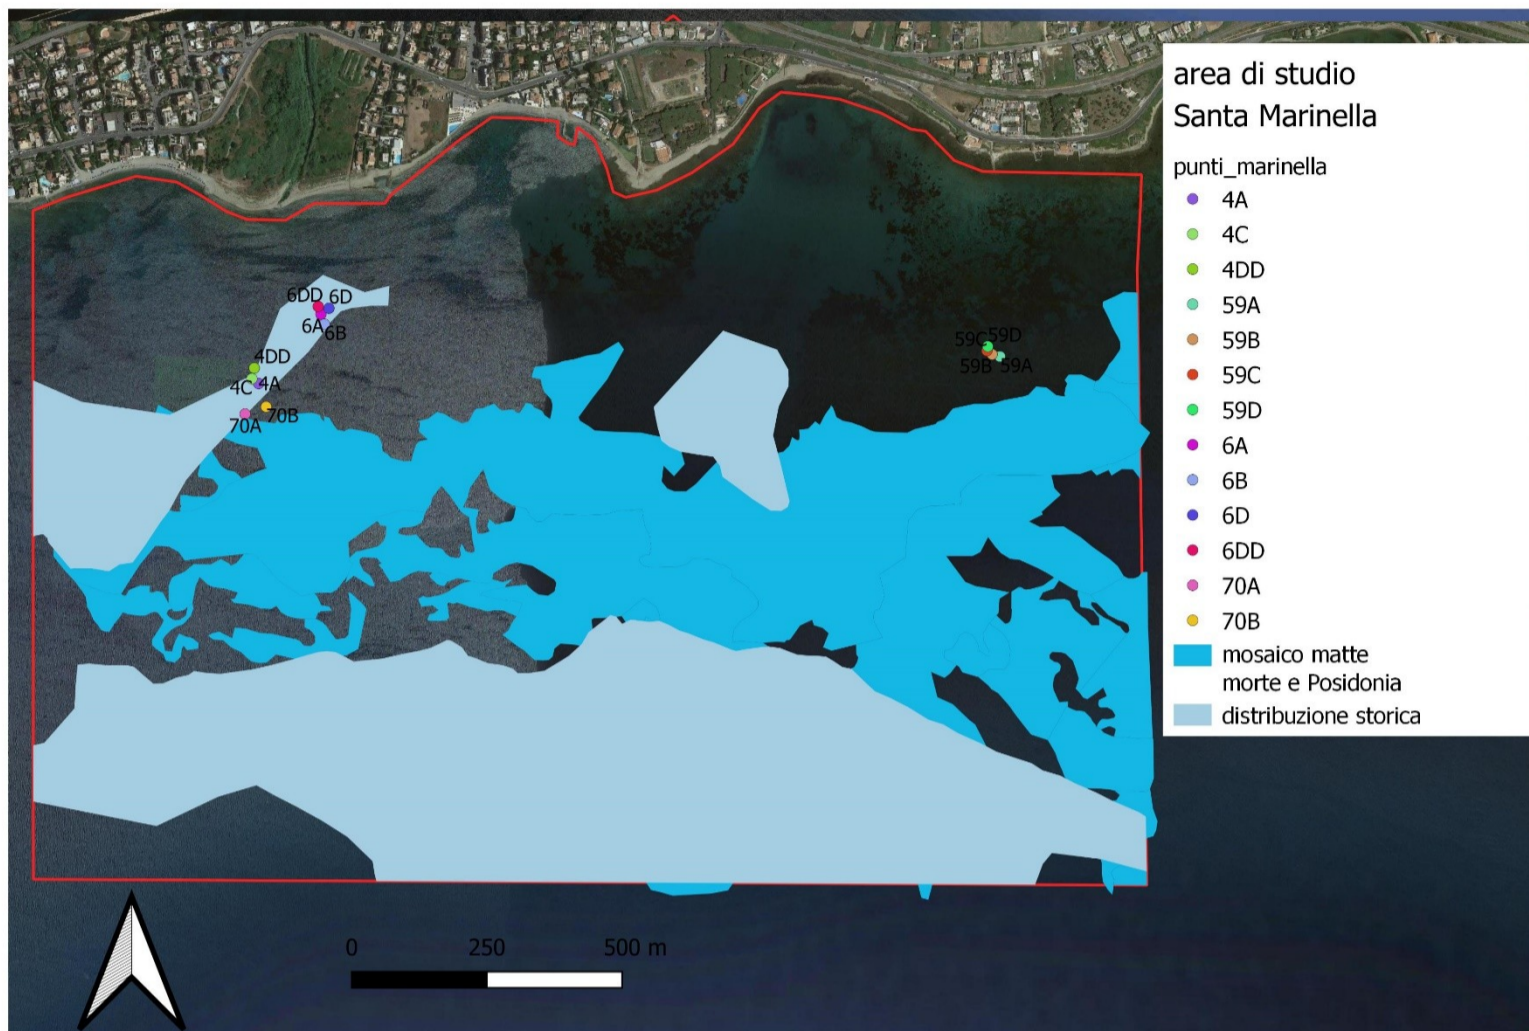 area di studio
Santa Marinella
punti_marinella
4A
4C
4DD
59A
59B
59C
59D
6A
6B
6D
6DD
70A
70B
mosaico matte
morte e Posidonia
distribuzione storica
6DD 6D
6A 6B
4DD
4C 4A
70A 70B
59C 59D
59B 59A
0 250 500 m